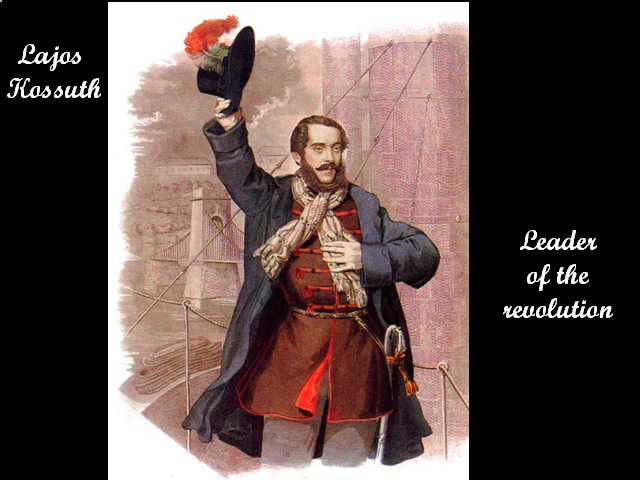 Lajos
Kossuth
Leader
of the
revolution